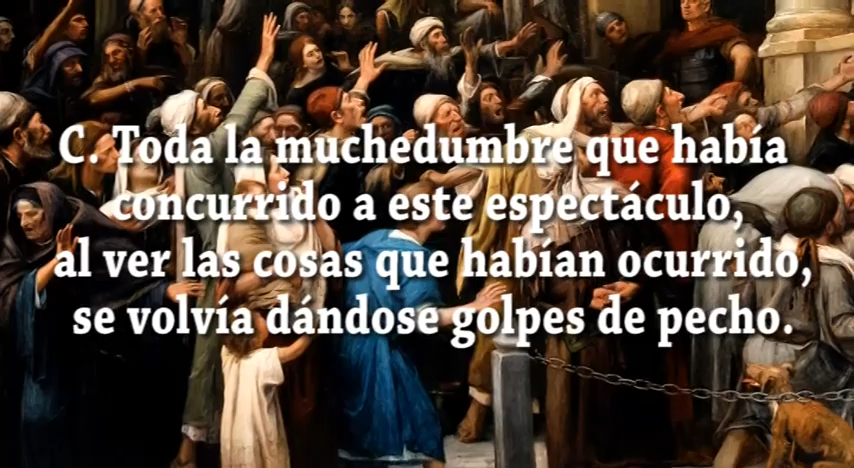 C. Toda la muchedumbre que había
concurrido a este espectáculo,
al ver las cosas que habían ocurrido,
se volvía dándose golpes de pecho.